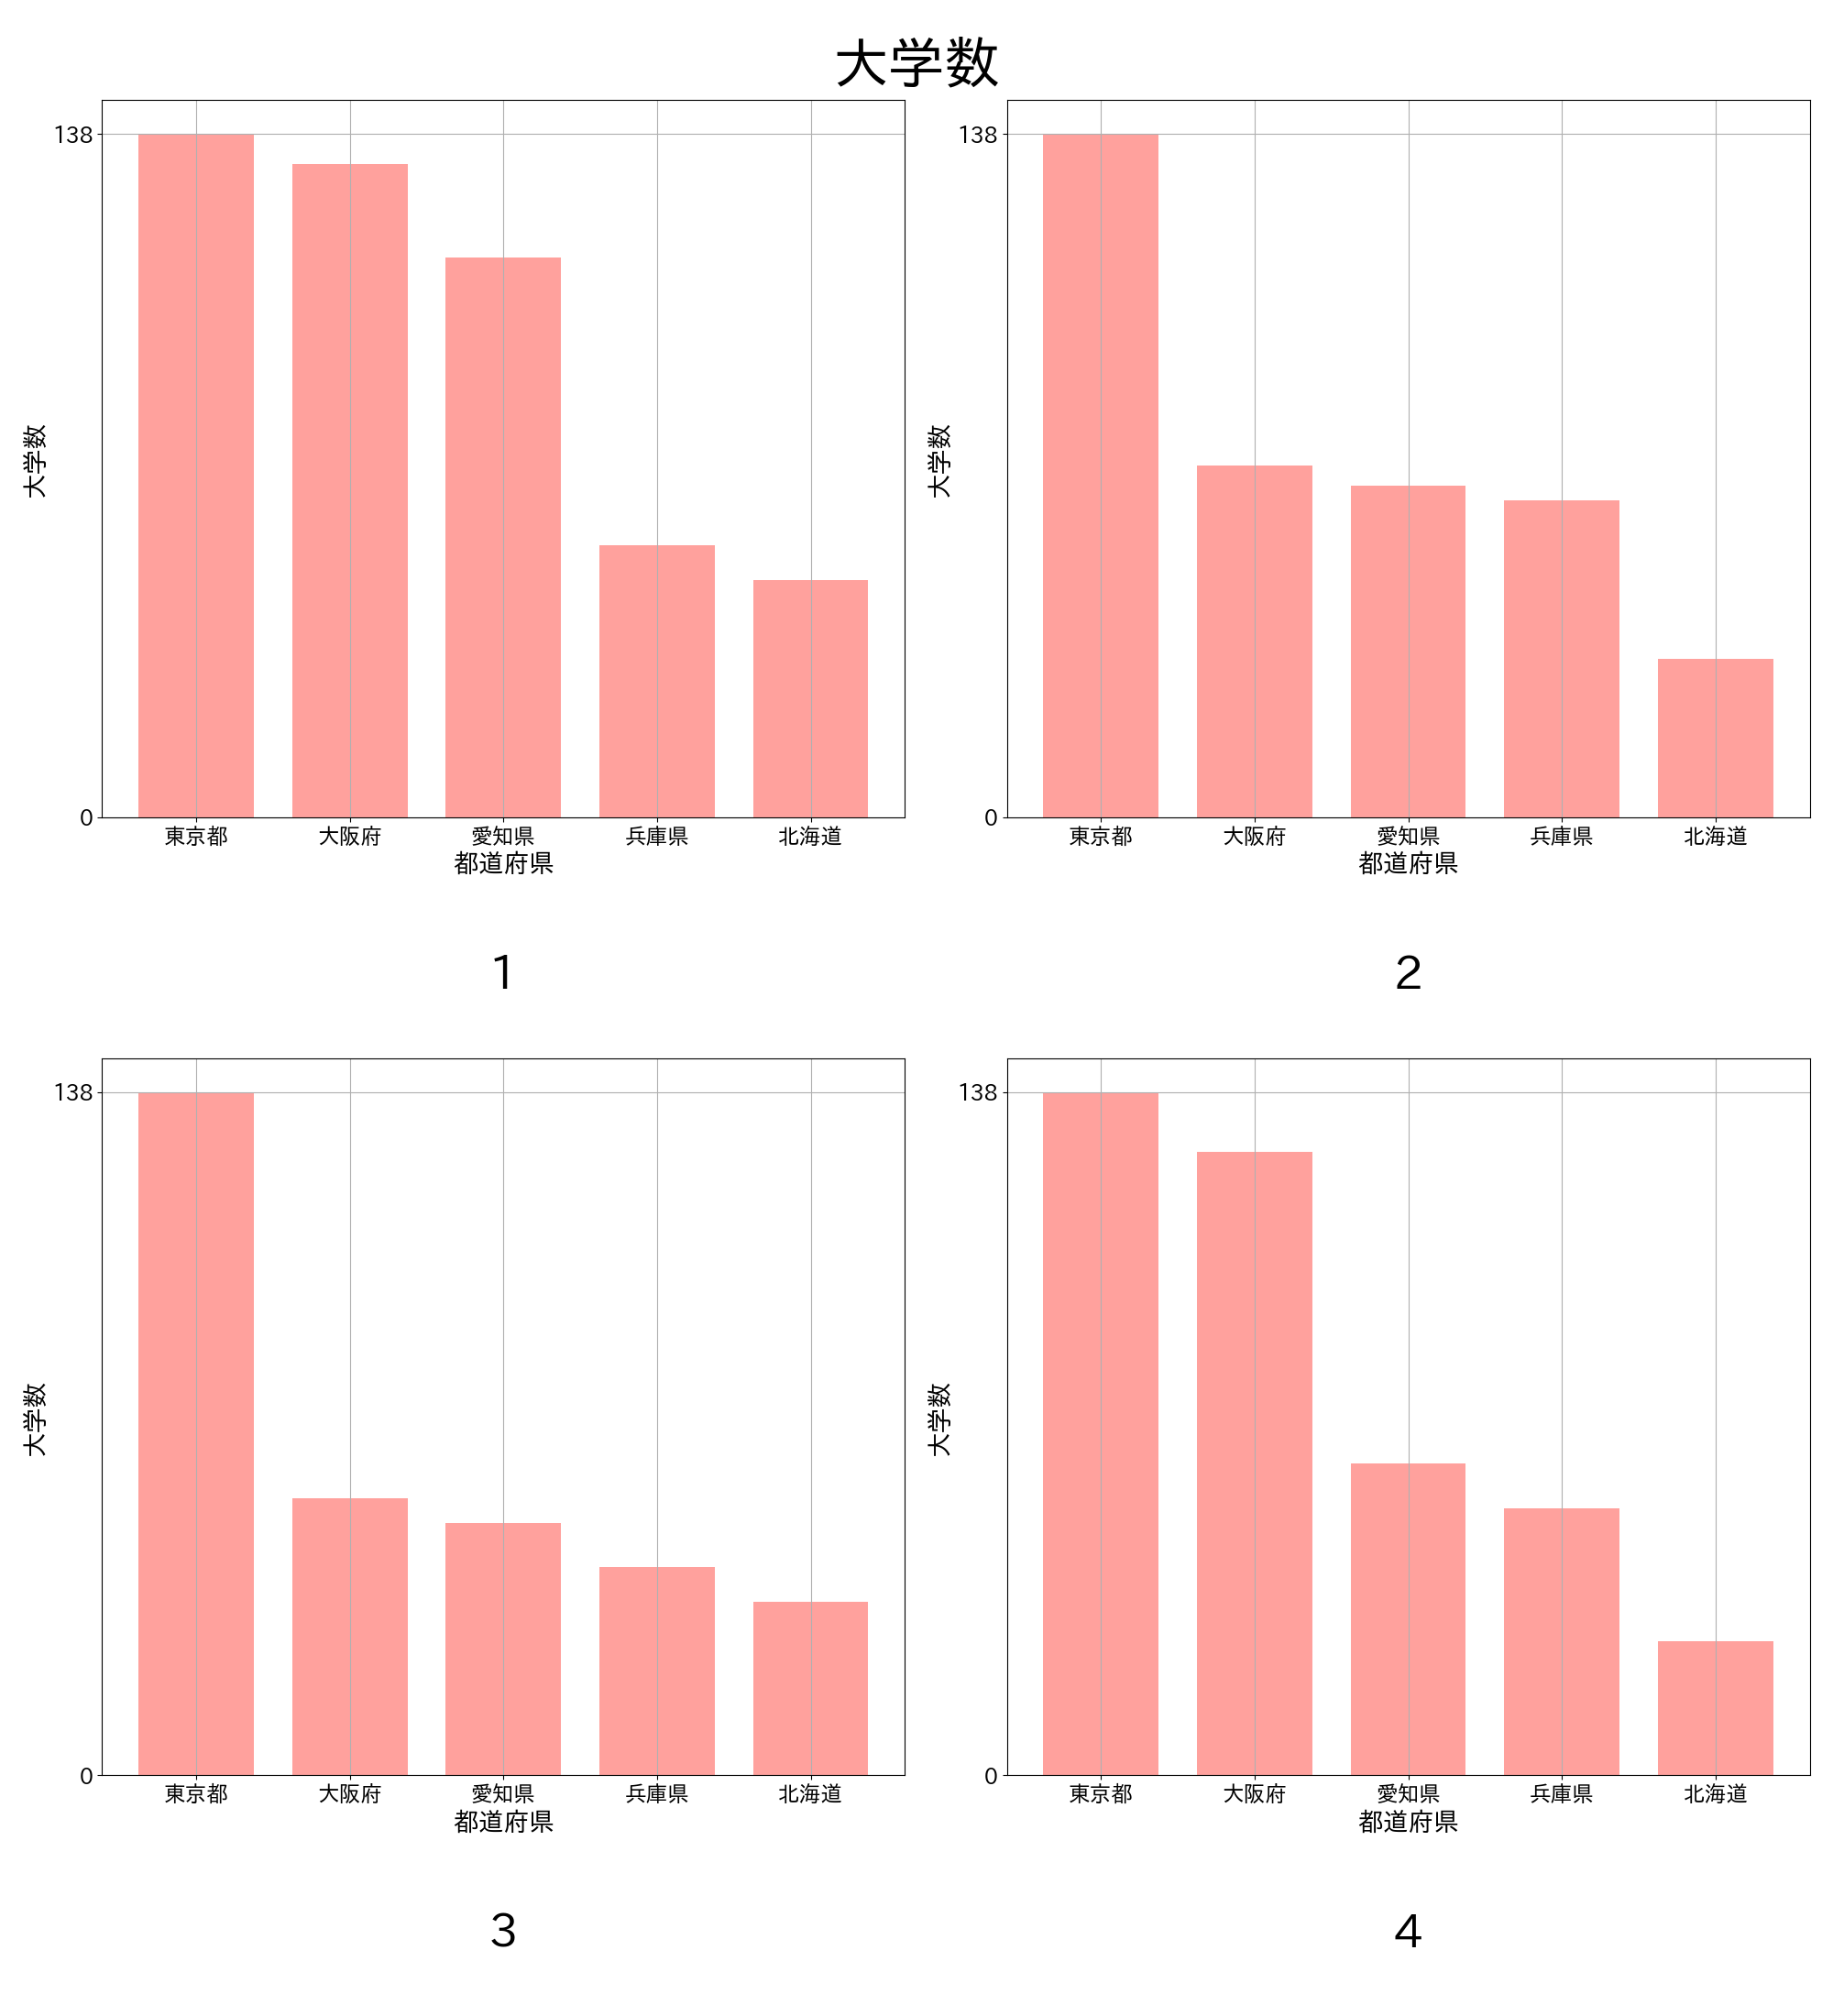 大学数
138
0
大学数
東京都 大阪府 愛知県 兵庫県 北海道
都道府県
1
138
0
大学数
東京都 大阪府 愛知県 兵庫県 北海道
都道府県
2
138
0
大学数
東京都 大阪府 愛知県 兵庫県 北海道
都道府県
3
138
0
大学数
東京都 大阪府 愛知県 兵庫県 北海道
都道府県
4